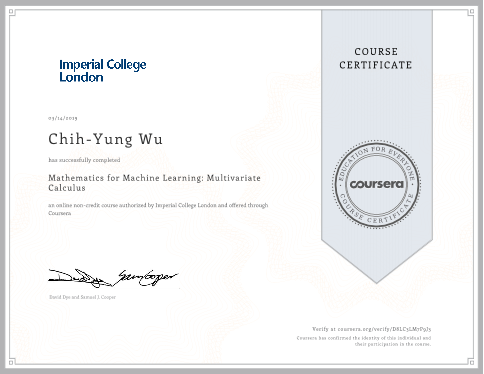 Imperial College
London
COURSE
CERTIFICATE
03/14/2019
Chih-Yung Wu
has successfully completed
Mathematics for Machine Learning: Multivariate
Calculus
an online non-credit course authorized by Imperial College London and offered through
Coursera
EDUCATION FOR EVERYONE
coursera
COURSE CERTIFICATE
David Dye and Samuel J. Cooper
Verify at coursera.org/verify/
Coursera has confirmed the identity of this individual and
their participation in the course.